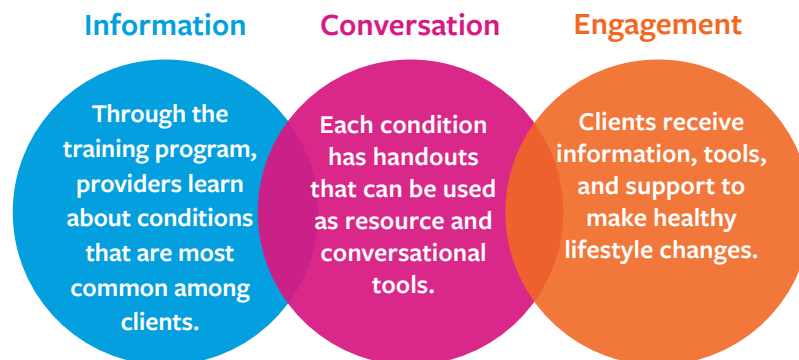 Information
Through the
training program,
providers learn
about conditions
that are most
common among
clients.
Conversation
Each condition
has handouts
that can be used
as resource and
conversational
tools.
Engagement
Clients receive
information, tools,
and support to
make healthy
lifestyle changes.